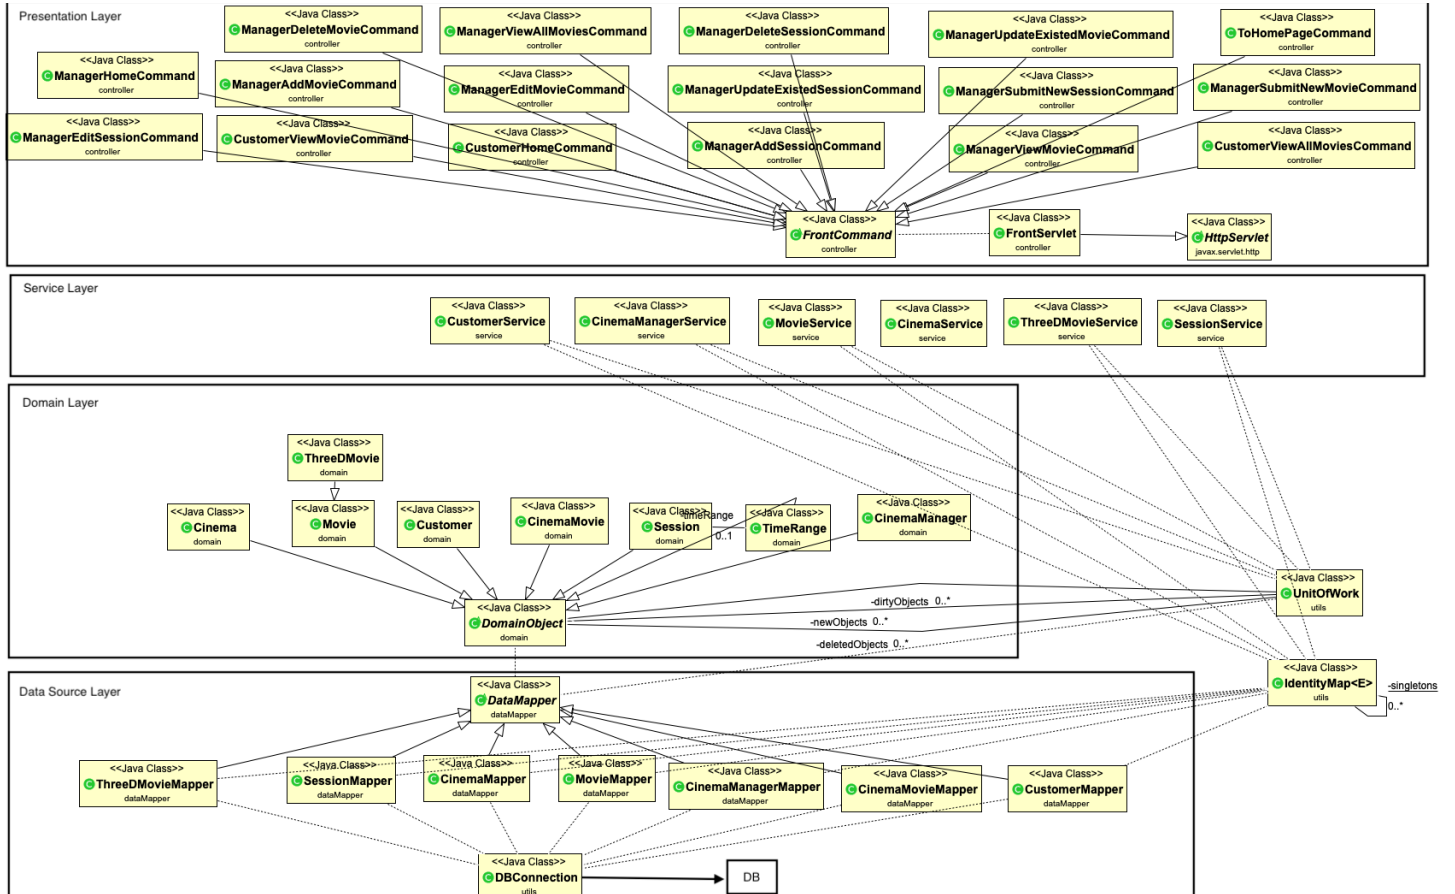 Presentation Layer
<<Java Class>>
ManagerDeleteMovieCommand
controller
<<Java Class>>
ManagerViewAllMoviesCommand
controller
<<Java Class>>
ManagerDeleteSessionCommand
controller
<<Java Class>>
ManagerUpdateExistedMovieCommand
controller
<<Java Class>>
ToHomePageCommand
controller
<<Java Class>>
ManagerHomeCommand
controller
<<Java Class>>
ManagerAddMovieCommand
controller
<<Java Class>>
ManagerEditMovieCommand
controller
<<Java Class>>
ManagerUpdateExistedSessionCommand
controller
<<Java Class>>
ManagerSubmitNewSessionCommand
controller
<<Java Class>>
ManagerSubmitNewMovieCommand
controller
<<Java Class>>
ManagerEditSessionCommand
controller
<<Java Class>>
CustomerViewMovieCommand
controller
<<Java Class>>
CustomerHomeCommand
controller
<<Java Class>>
ManagerAddSessionCommand
controller
<<Java Class>>
ManagerViewMovieCommand
controller
<<Java Class>>
CustomerViewAllMoviesCommand
controller
<<Java Class>>
FrontCommand
controller
<<Java Class>>
FrontServlet
controller
<<Java Class>>
HttpServlet
javax.servlet.http
Service Layer
<<Java Class>>
CustomerService
service
<<Java Class>>
CinemaManagerService
service
<<Java Class>>
MovieService
service
<<Java Class>>
CinemaService
service
<<Java Class>>
ThreeDMovieService
service
<<Java Class>>
SessionService
service
Domain Layer
<<Java Class>>
ThreeDMovie
domain
<<Java Class>>
Cinema
domain
<<Java Class>>
Movie
domain
<<Java Class>>
Customer
domain
<<Java Class>>
CinemaMovie
domain
<<Java Class>>
Session
domain
-timeRange
0..1
<<Java Class>>
TimeRange
domain
<<Java Class>>
CinemaManager
domain
<<Java Class>>
DomainObject
domain
-dirtyObjects 0..*
-newObjects 0..*
-deletedObjects 0..*
<<Java Class>>
UnitOfWork
utils
<<Java Class>>
IdentityMap<E>
utils
-singletons
0..*
Data Source Layer
<<Java Class>>
DataMapper
dataMapper
<<Java Class>>
ThreeDMovieMapper
dataMapper
<<Java Class>>
SessionMapper
dataMapper
<<Java Class>>
CinemaMapper
dataMapper
<<Java Class>>
MovieMapper
dataMapper
<<Java Class>>
CinemaManagerMapper
dataMapper
<<Java Class>>
CinemaMovieMapper
dataMapper
<<Java Class>>
CustomerMapper
dataMapper
<<Java Class>>
DBConnection
utils
DB